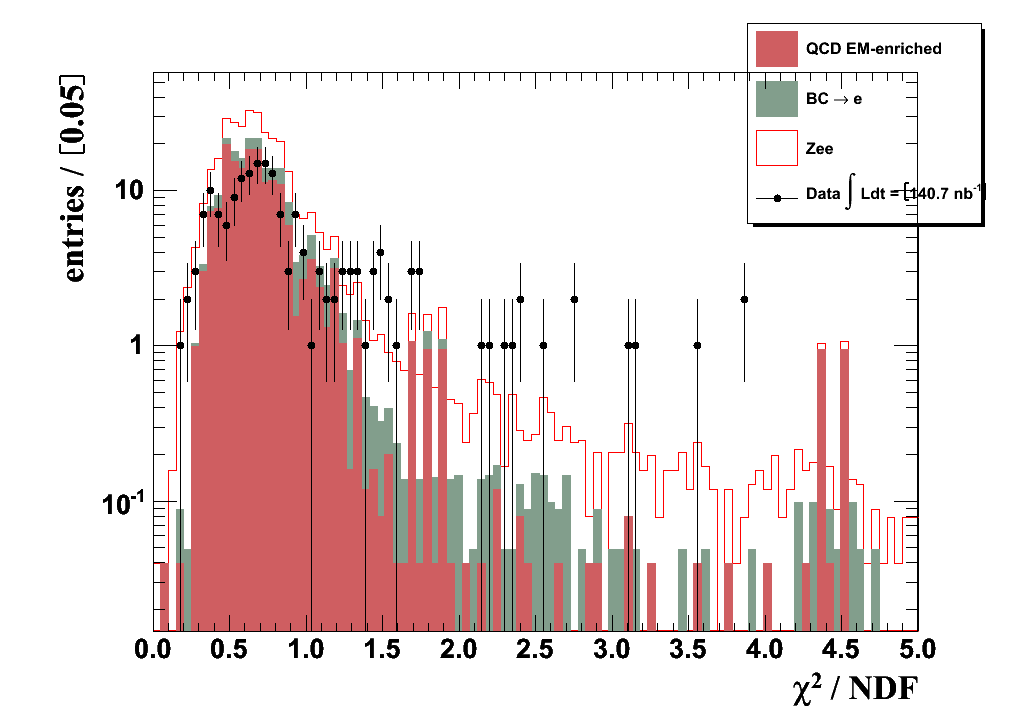 QCD EM-enriched
BC → e
Zee
Data ∫ Ldt = [140.7 nb⁻¹]
entries / [0.05]
10
1
10⁻¹
0.0 0.5 1.0 1.5 2.0 2.5 3.0 3.5 4.0 4.5 5.0
χ² / NDF